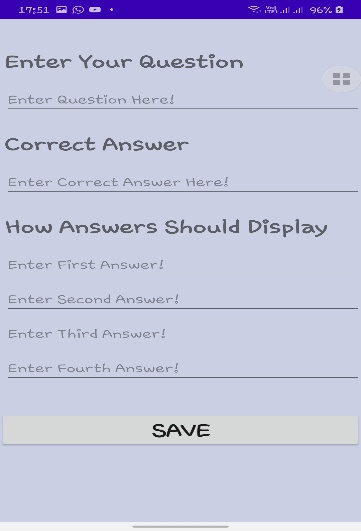 17:51 96%
Enter Your Question
Enter Question Here!
Correct Answer
Enter Correct Answer Here!
How Answers Should Display
Enter First Answer!
Enter Second Answer!
Enter Third Answer!
Enter Fourth Answer!
SAVE